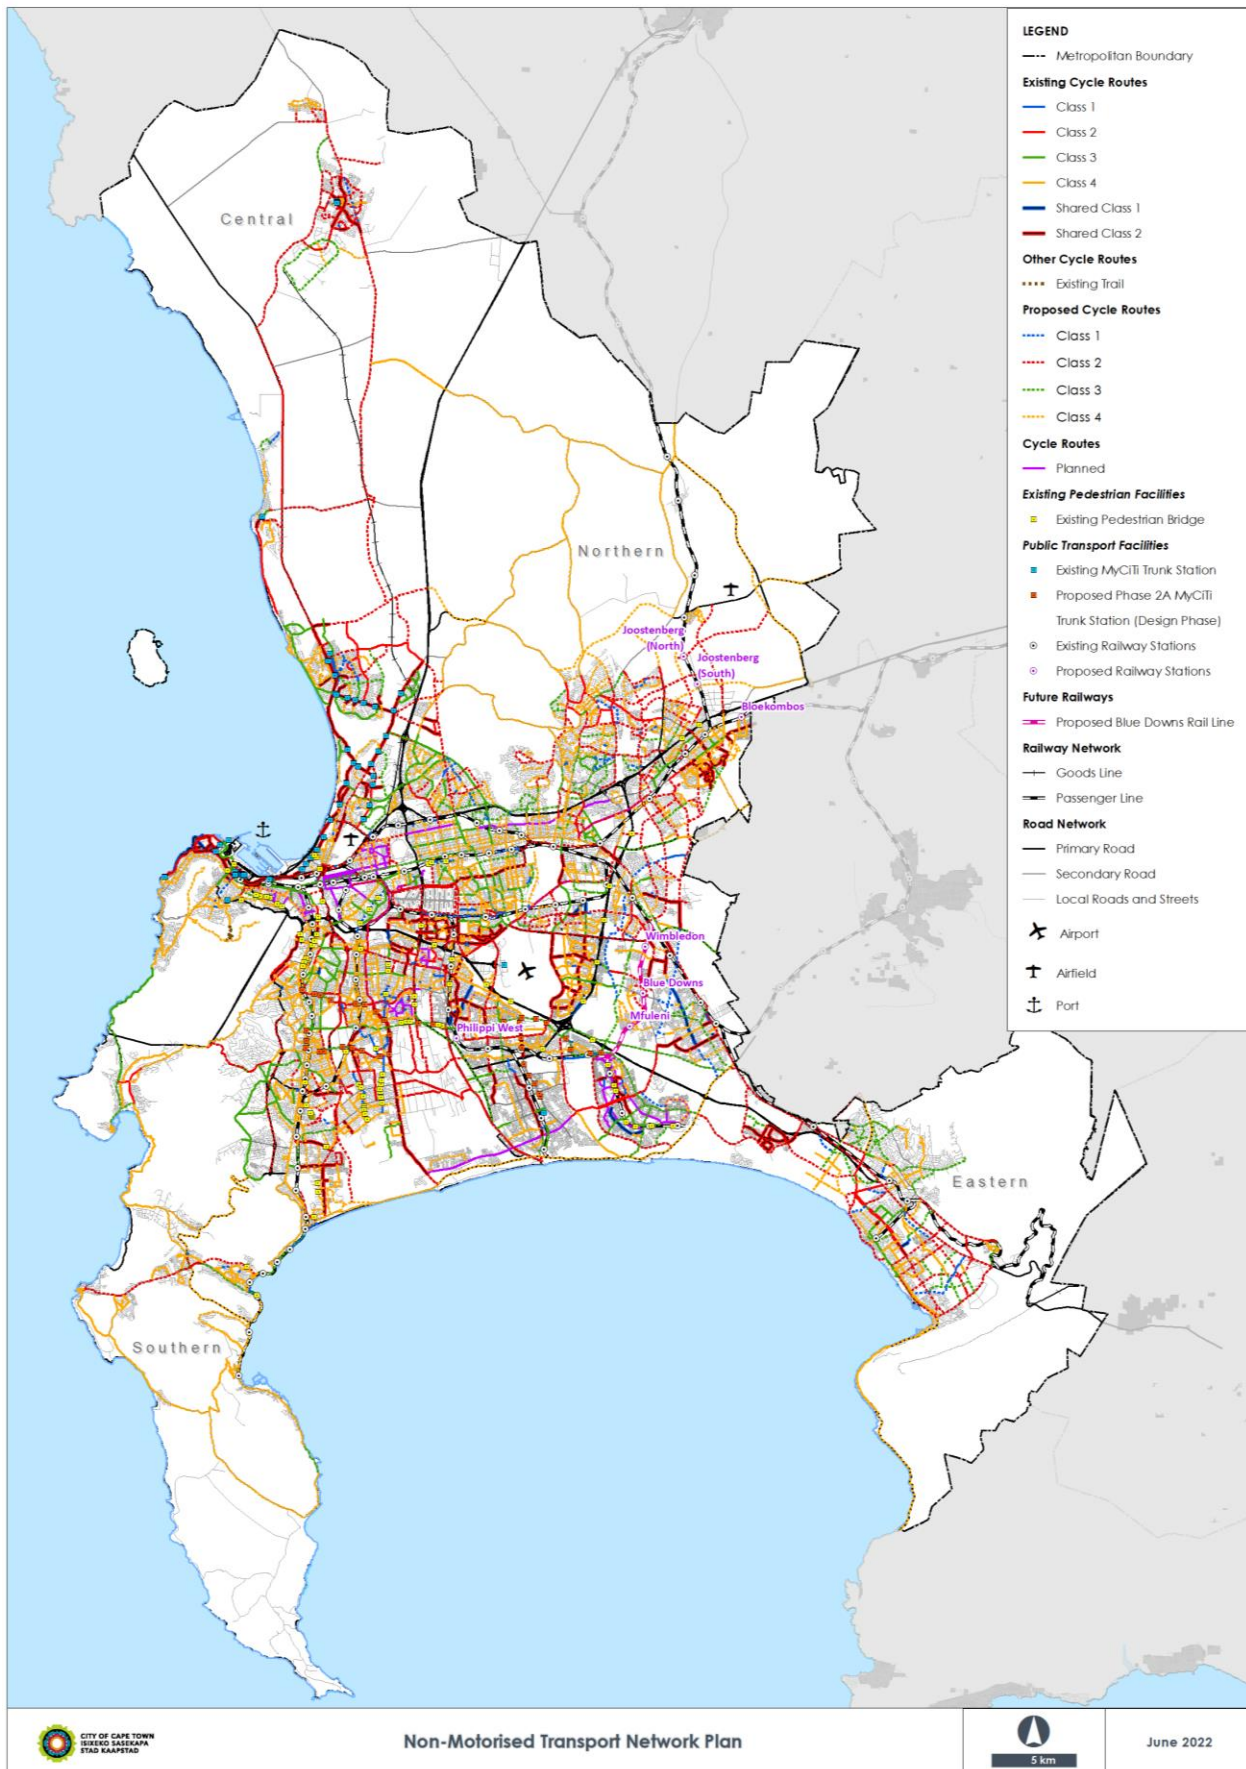 LEGEND
Metropolitan Boundary
Existing Cycle Routes
Class 1
Class 2
Class 3
Class 4
Shared Class 1
Shared Class 2
Other Cycle Routes
Existing Trail
Proposed Cycle Routes
Class 1
Class 2
Class 3
Class 4
Cycle Routes
Planned
Existing Pedestrian Facilities
Existing Pedestrian Bridge
Public Transport Facilities
Existing MyCiTi Trunk Station
Proposed Phase 2A MyCiTi
Trunk Station (Design Phase)
Existing Railway Stations
Proposed Railway Stations
Future Railways
Proposed Blue Downs Rail Line
Railway Network
Goods Line
Passenger Line
Road Network
Primary Road
Secondary Road
Local Roads and Streets
Airport
Airfield
Port
Central
Northern
Joostenberg
(North)
Joostenberg
(South)
Bloekombos
Wimbledon
Blue Downs
Mfuleni
Philippi West
Eastern
Southern
CITY OF CAPE TOWN
ISIXEKO SASEKAPA
STAD KAAPSTAD
Non-Motorised Transport Network Plan
5 km
June 2022